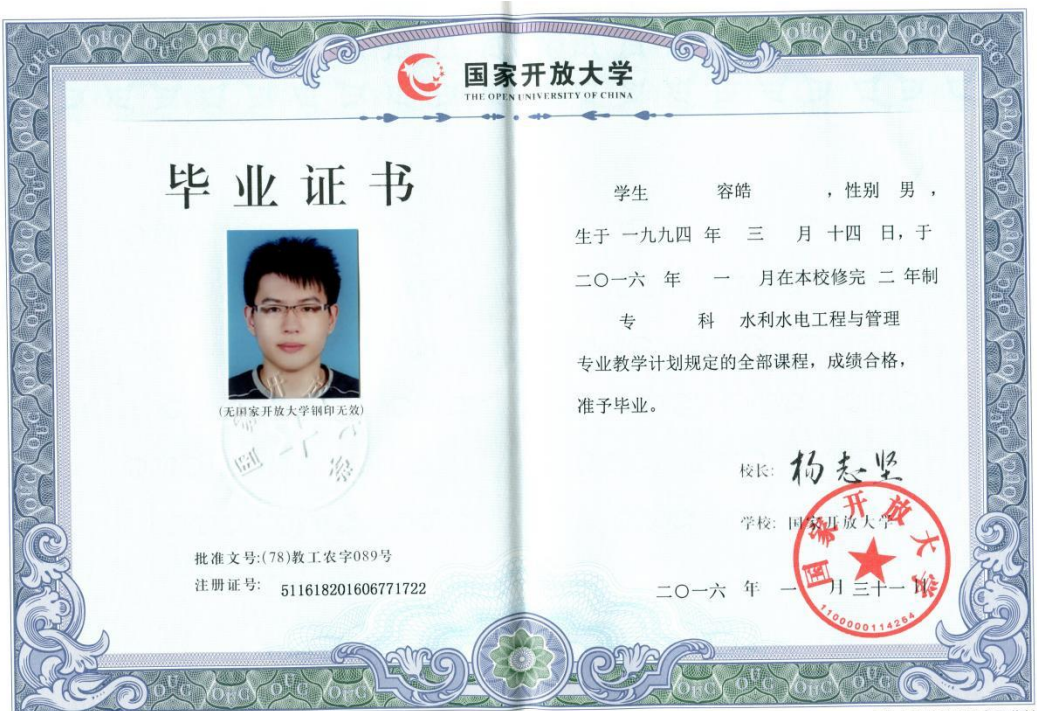 国家开放大学
THE OPEN UNIVERSITY OF CHINA
毕业证书
(无国家开放大学钢印无效)
批准文号:(78)教工农字089号
注册证号: 511618201606771722
学生 容皓 ，性别 男 ，
生于 一九九四 年 三 月 十四 日，于
二〇一六 年 一 月在本校修完 二 年制
专 科 水利水电工程与管理
专业教学计划规定的全部课程，成绩合格，
准予毕业。
校长: 杨志坚
学校: 国家开放大学
二〇一六 年 一 月 三十一 日
国家开放大学
1100000114264
OUC OUC OUC OUC